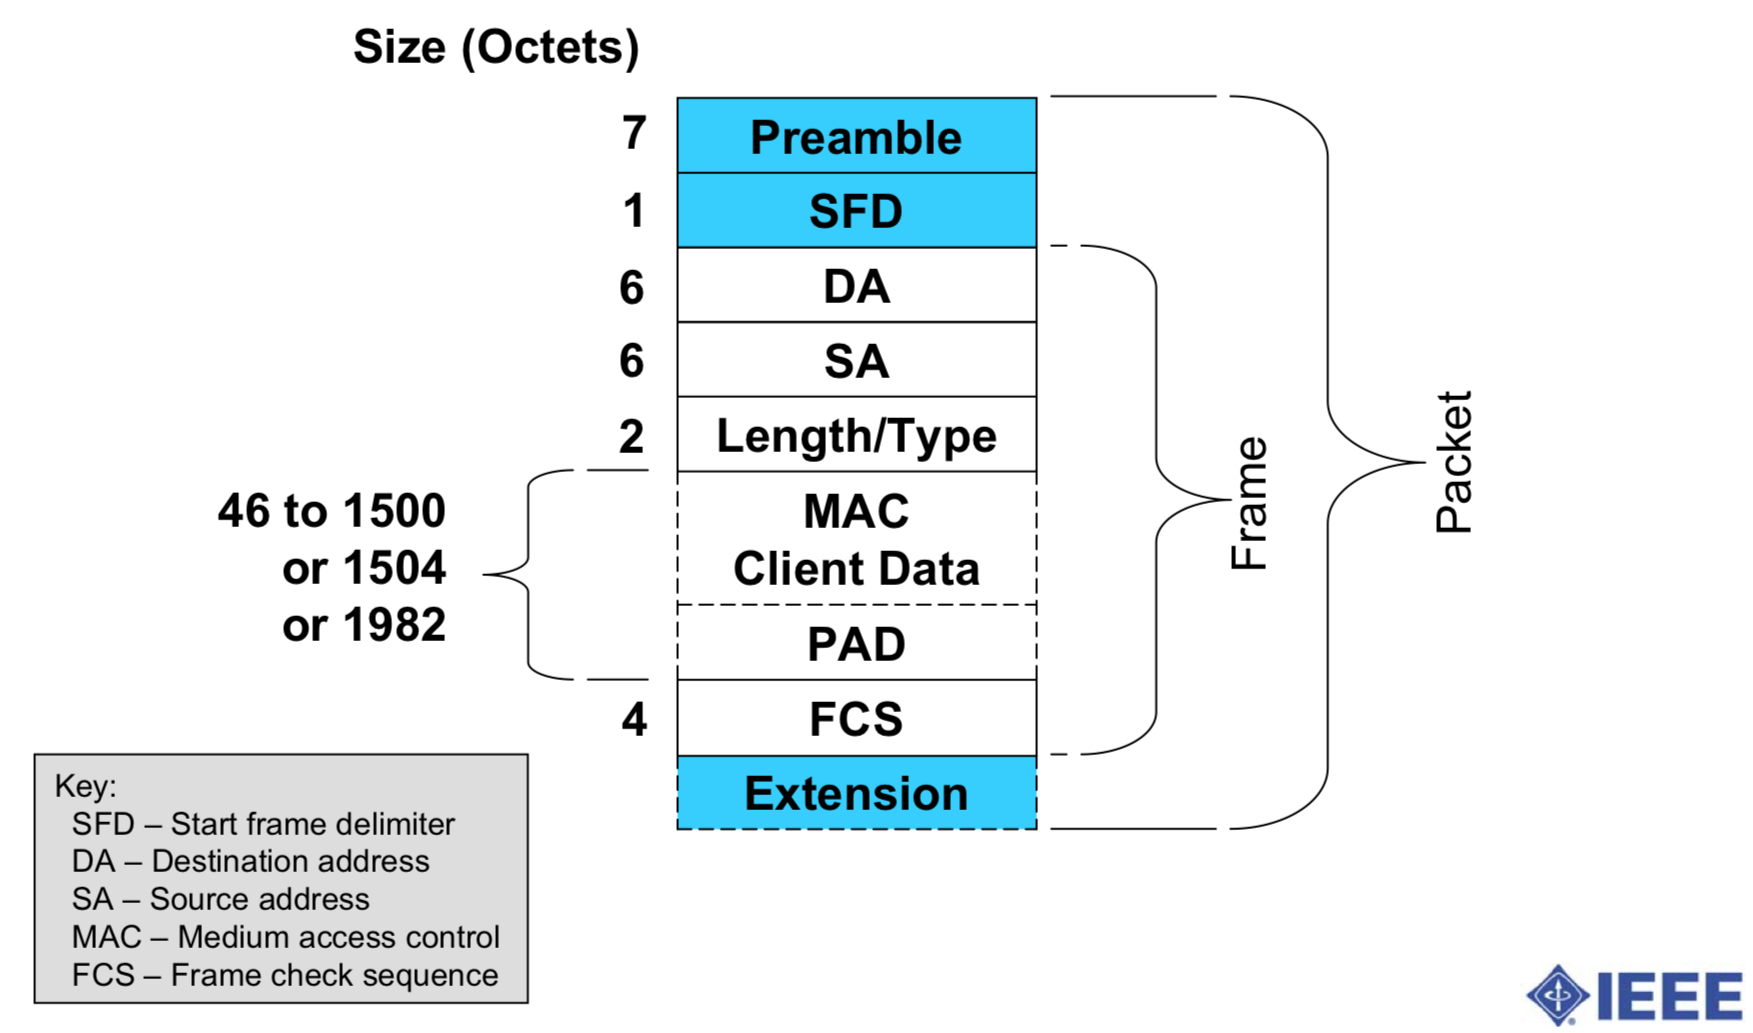 Size (Octets)
7
Preamble
1
SFD
6
DA
6
SA
2
Length/Type
46 to 1500
or 1504
or 1982
MAC
Client Data
PAD
4
FCS
Extension
Frame
Packet
Key:
SFD – Start frame delimiter
DA – Destination address
SA – Source address
MAC – Medium access control
FCS – Frame check sequence
IEEE